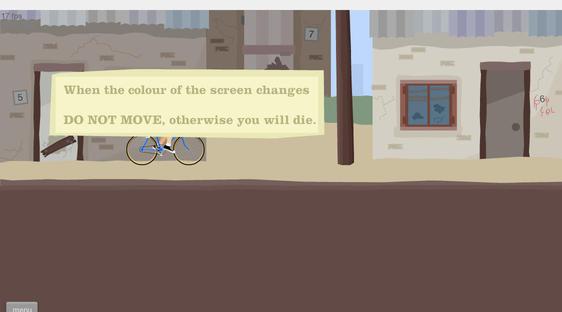 17 fps
7
When the colour of the screen changes
DO NOT MOVE, otherwise you will die.
5
6
menu